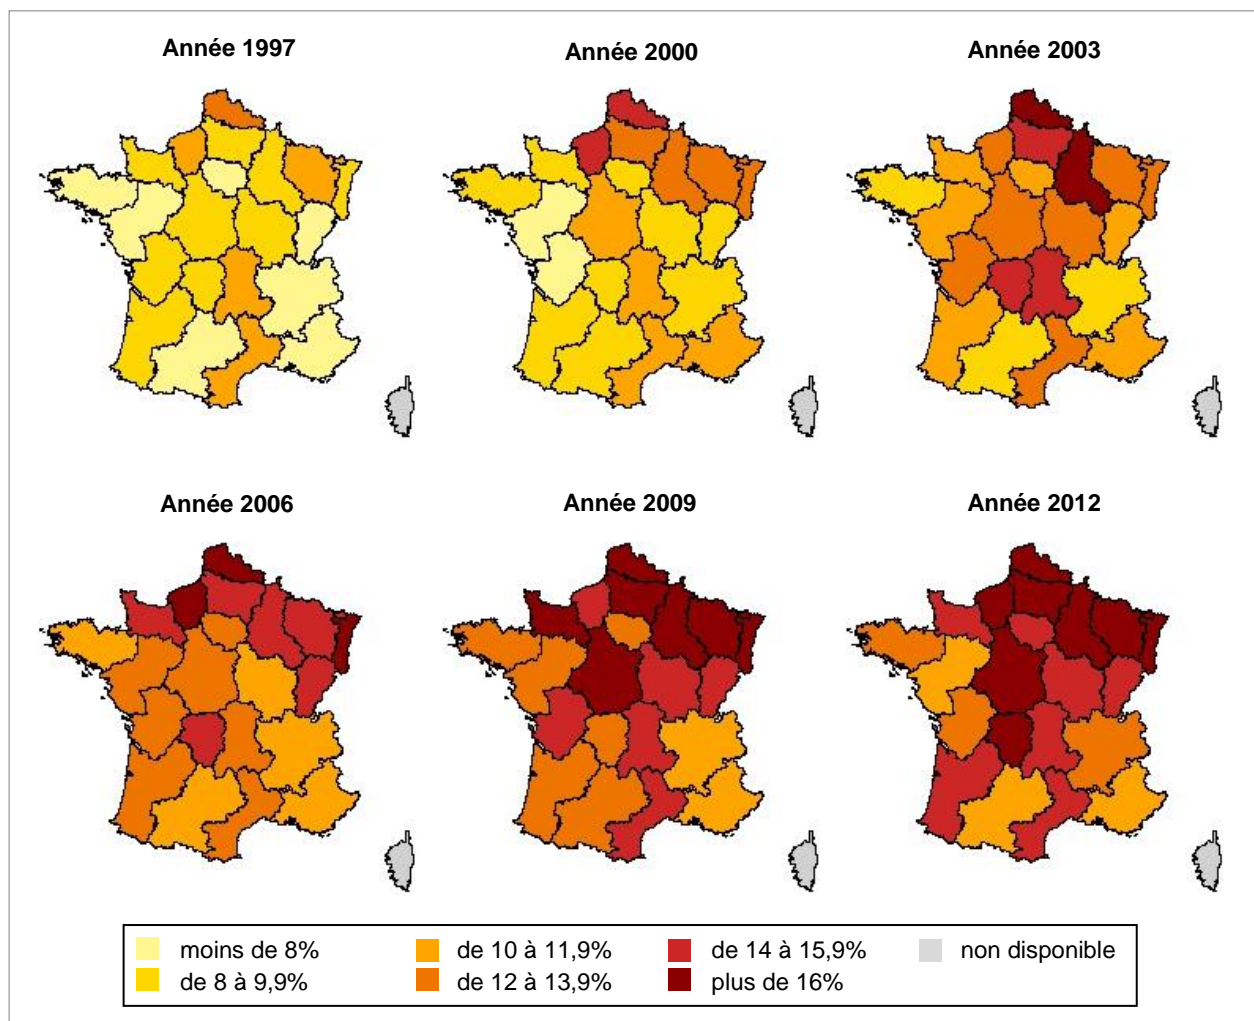 Année 1997
Année 2000
Année 2003
Année 2006
Année 2009
Année 2012
moins de 8%
de 10 à 11,9%
de 14 à 15,9%
non disponible
de 8 à 9,9%
de 12 à 13,9%
plus de 16%